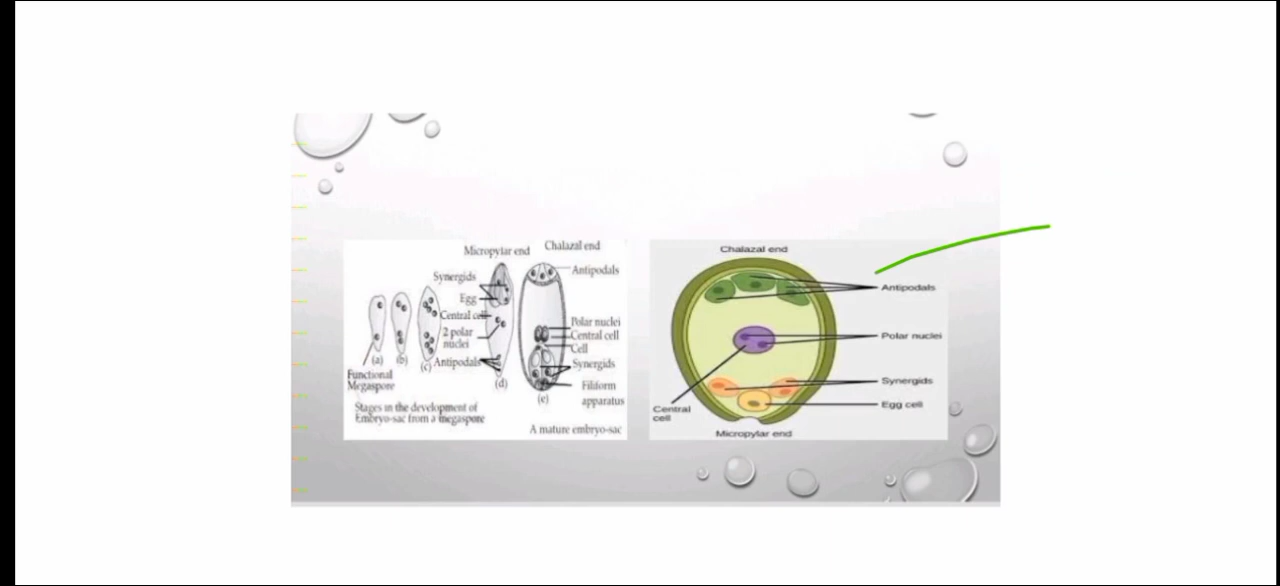 Micropylar end
Chalazal end
Synergids
Egg
Central cell
2 polar
nuclei
Antipodals
(a)
(b)
(c)
(d)
Functional
Megaspore
Stages in the development of
Embryo-sac from a megaspore
Antipodals
Polar nuclei
Central cell
Cell
Synergids
Filiform
apparatus
(e)
A mature embryo-sac
Chalazal end
Antipodals
Polar nuclei
Synergids
Egg cell
Central
cell
Micropylar end